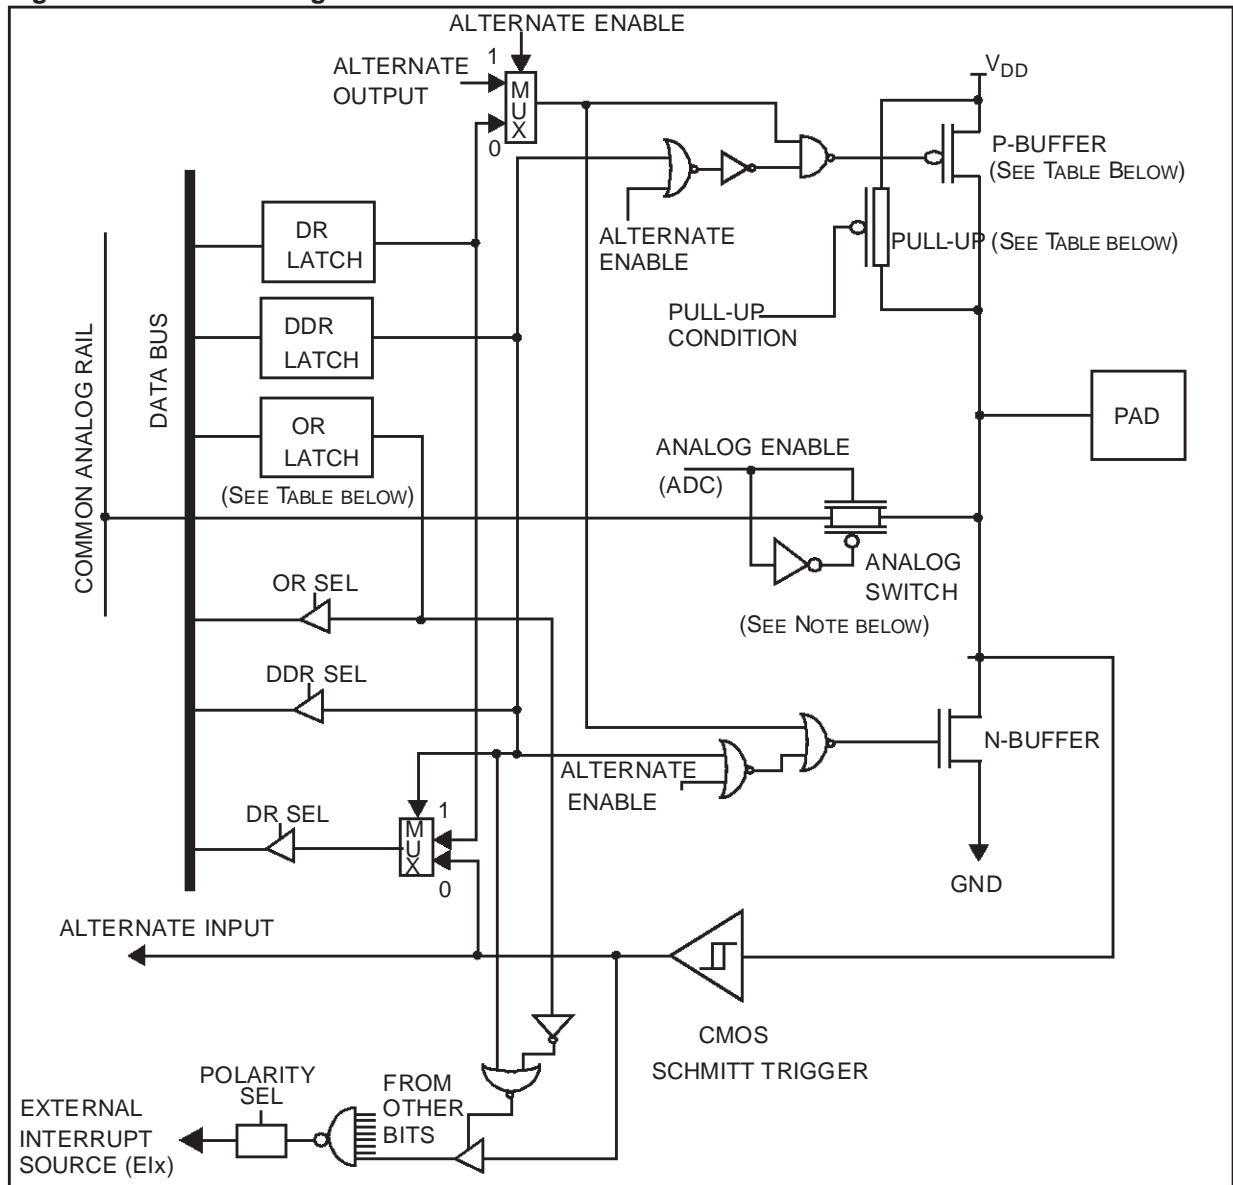 ALTERNATE ENABLE
1
ALTERNATE
OUTPUT
MUX
0
VDD
P-BUFFER
(SEE TABLE BELOW)
ALTERNATE
ENABLE
PULL-UP (SEE TABLE BELOW)
PULL-UP
CONDITION
DR
LATCH
DDR
LATCH
OR
LATCH
(SEE TABLE BELOW)
COMMON ANALOG RAIL
DATA BUS
PAD
ANALOG ENABLE
(ADC)
ANALOG
SWITCH
(SEE NOTE BELOW)
OR SEL
DDR SEL
N-BUFFER
ALTERNATE
ENABLE
DR SEL
MUX
1
0
GND
ALTERNATE INPUT
CMOS
SCHMITT TRIGGER
POLARITY
SEL
FROM
OTHER
BITS
EXTERNAL
INTERRUPT
SOURCE (EIx)